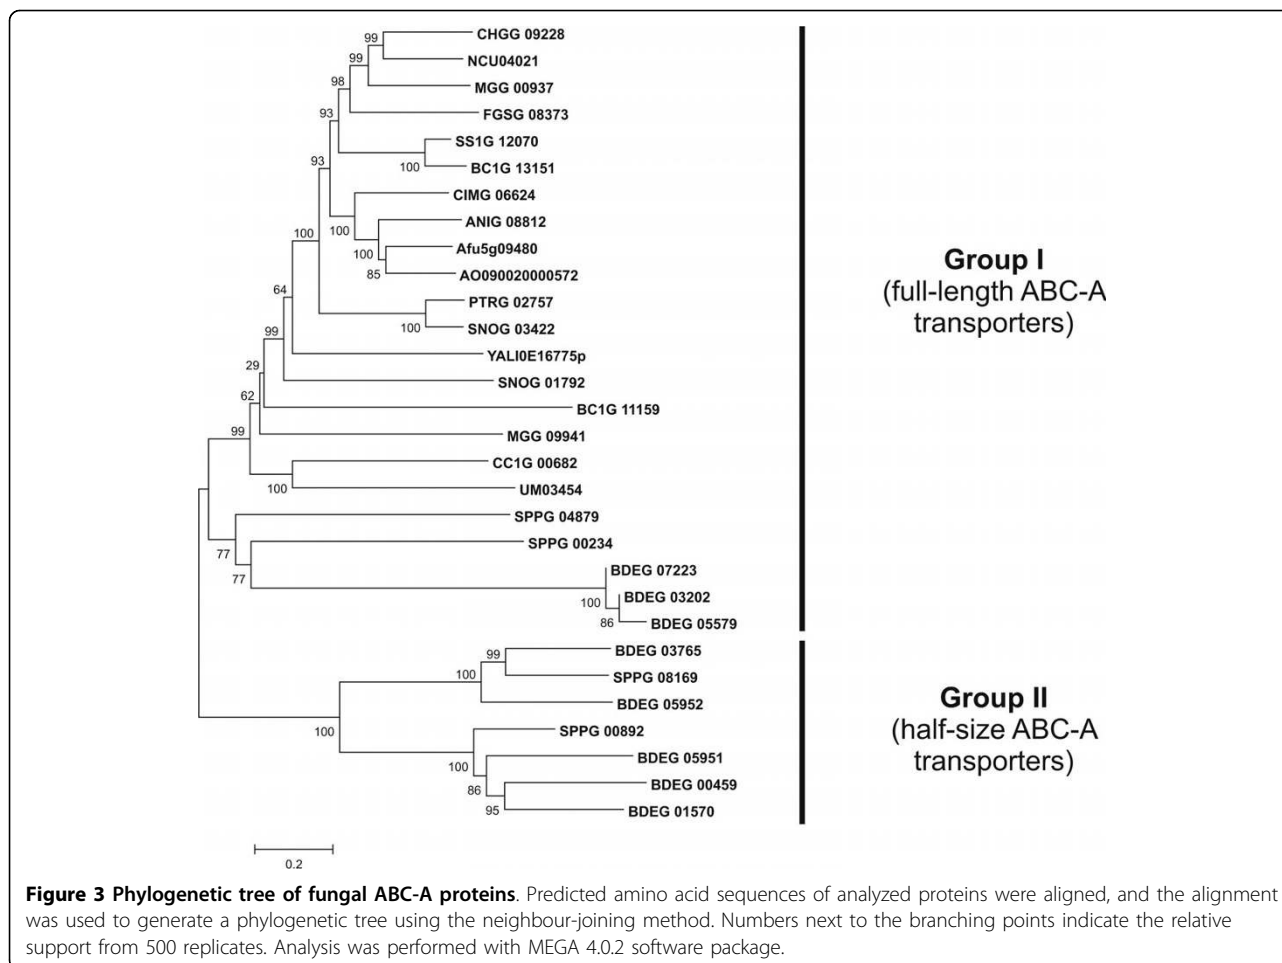 CHGG 09228
NCU04021
MGG 00937
FGSG 08373
SS1G 12070
BC1G 13151
CIMG 06624
ANIG 08812
Afu5g09480
AO090020000572
PTRG 02757
SNOG 03422
YALI0E16775p
SNOG 01792
BC1G 11159
MGG 09941
CC1G 00682
UM03454
SPPG 04879
SPPG 00234
BDEG 07223
BDEG 03202
BDEG 05579
BDEG 03765
SPPG 08169
BDEG 05952
SPPG 00892
BDEG 05951
BDEG 00459
BDEG 01570
99
99
98
93
100
93
100
100
85
100
100
64
99
29
62
99
100
77
77
100
86
99
100
100
100
86
95
0.2
Group I
(full-length ABC-A
transporters)
Group II
(half-size ABC-A
transporters)
Figure 3 Phylogenetic tree of fungal ABC-A proteins. Predicted amino acid sequences of analyzed proteins were aligned, and the alignment
was used to generate a phylogenetic tree using the neighbour-joining method. Numbers next to the branching points indicate the relative
support from 500 replicates. Analysis was performed with MEGA 4.0.2 software package.